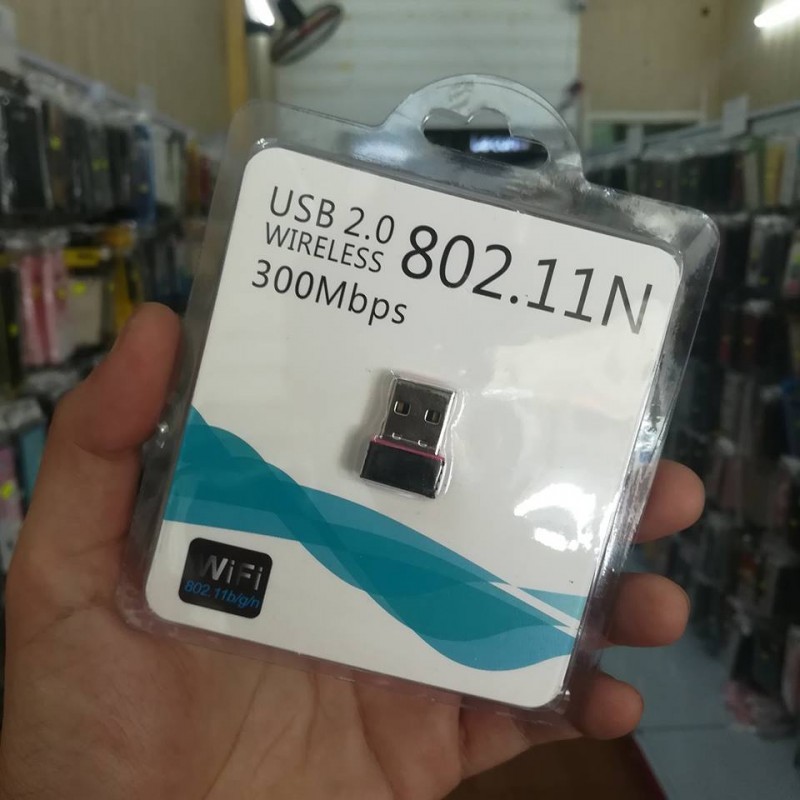 USB 2.0
WIRELESS
802.11N
300Mbps
WiFi
802.11b/g/n